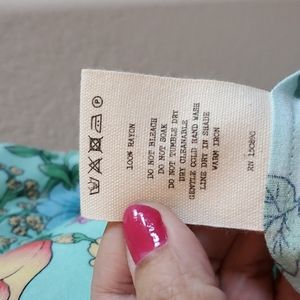 100% RAYON
DO NOT BLEACH
DO NOT SOAK
DO NOT TUMBLE DRY
DRY CLEANABLE
GENTLE COLD HAND WASH
LINE DRY IN SHADE
WARM IRON
RN